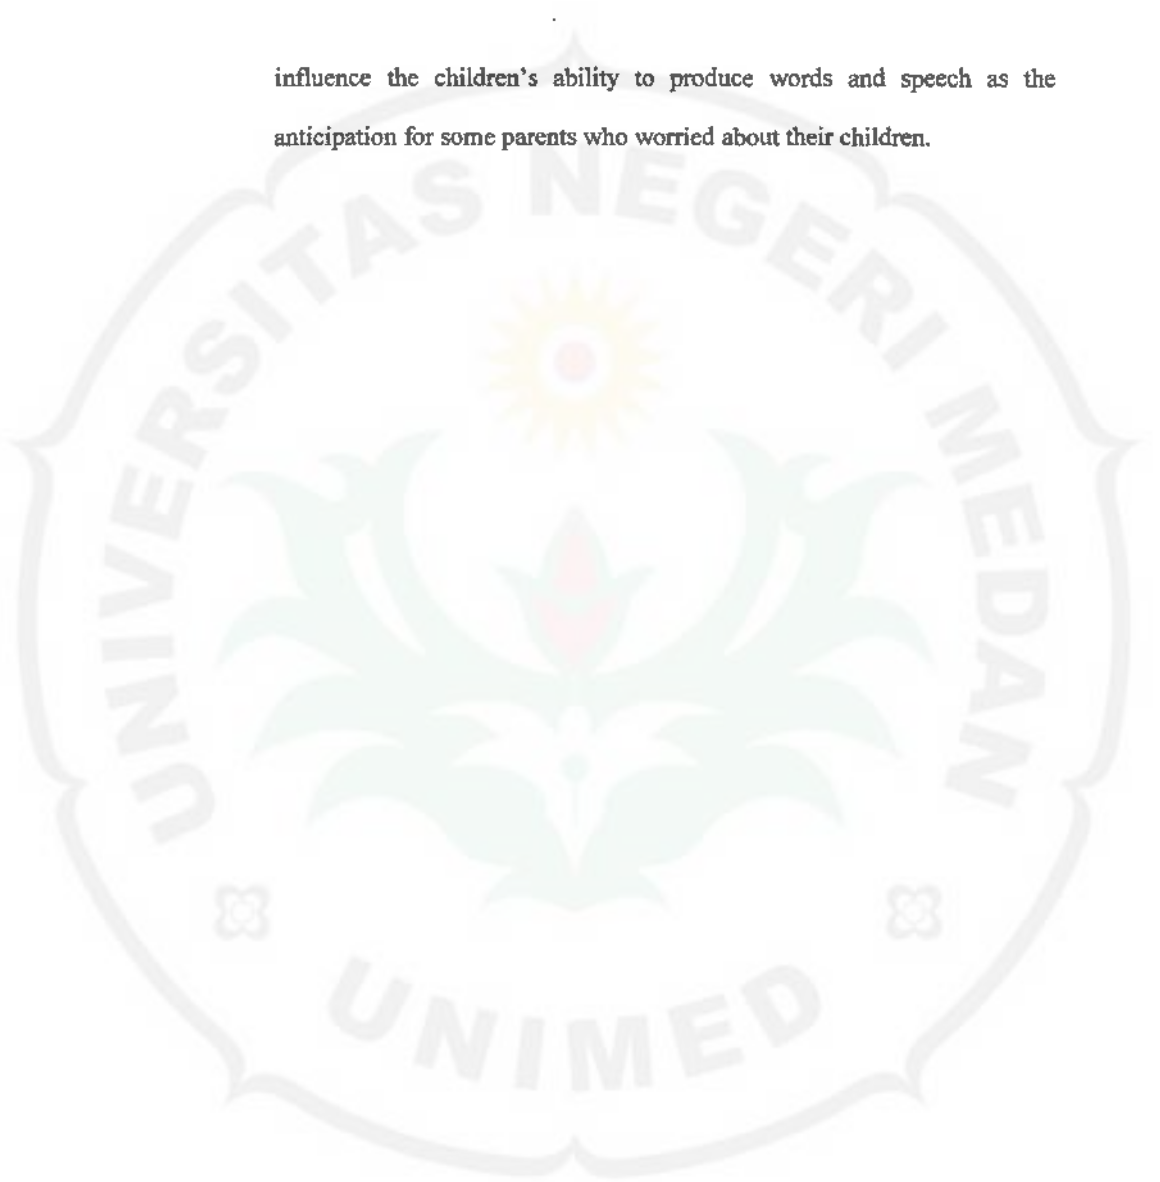 influence the children's ability to produce words and speech as the
anticipation for some parents who worried about their children.
UNIVERSITAS NEGERI MEDAN
UNIMED